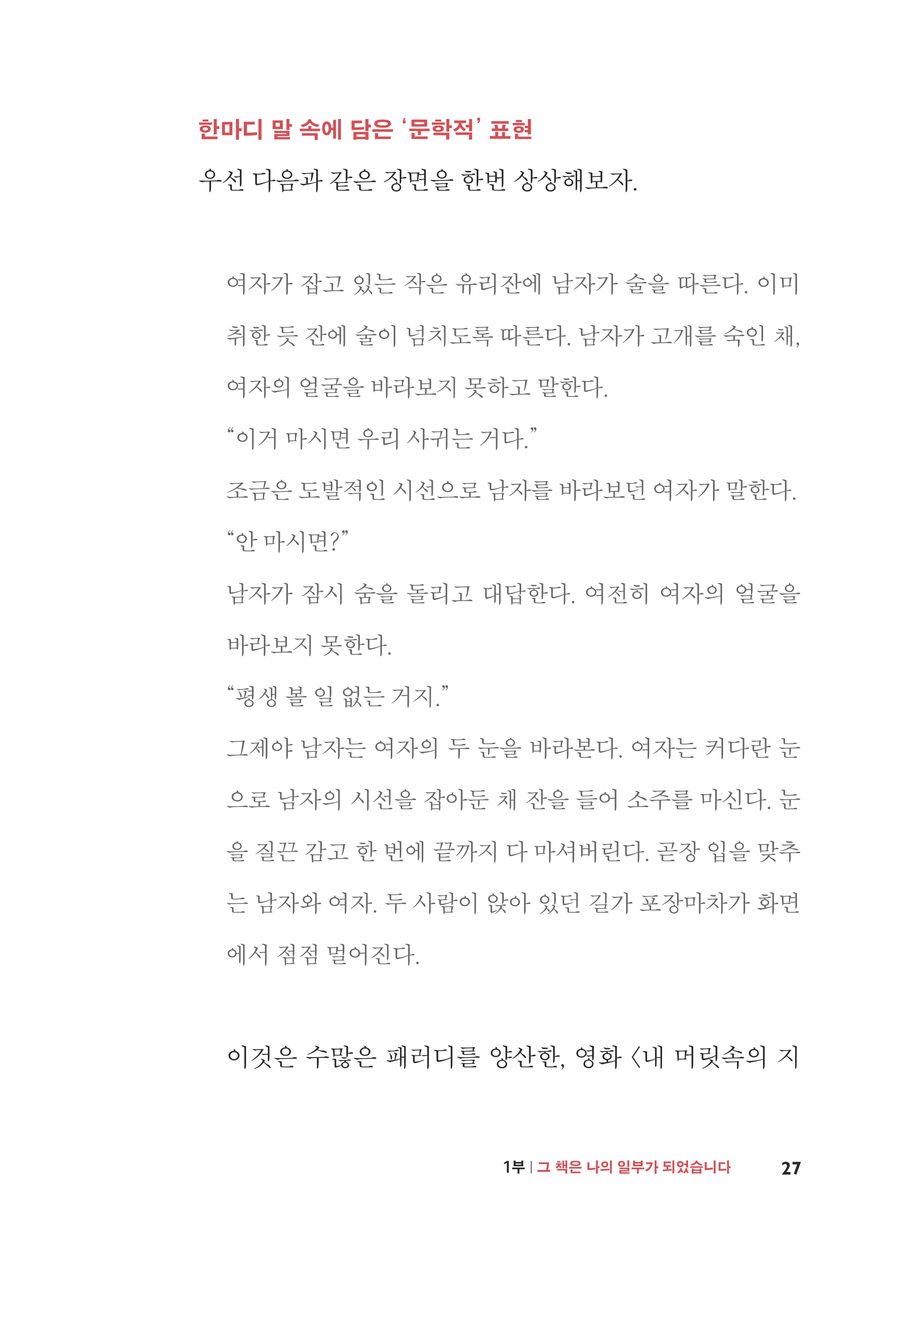 한마디 말 속에 담은 ‘문학적’ 표현
우선 다음과 같은 장면을 한번 상상해보자.
여자가 잡고 있는 작은 유리잔에 남자가 술을 따른다. 이미
취한 듯 잔에 술이 넘치도록 따른다. 남자가 고개를 숙인 채,
여자의 얼굴을 바라보지 못하고 말한다.
“이거 마시면 우리 사귀는 거다.”
조금은 도발적인 시선으로 남자를 바라보던 여자가 말한다.
“안 마시면?”
남자가 잠시 숨을 돌리고 대답한다. 여전히 여자의 얼굴을
바라보지 못한다.
“평생 볼 일 없는 거지.”
그제야 남자는 여자의 두 눈을 바라본다. 여자는 커다란 눈
으로 남자의 시선을 잡아둔 채 잔을 들어 소주를 마신다. 눈
을 질끈 감고 한 번에 끝까지 다 마셔버린다. 곧장 입을 맞추
는 남자와 여자. 두 사람이 앉아 있던 길가 포장마차가 화면
에서 점점 멀어진다.
이것은 수많은 패러디를 양산한, 영화 〈내 머릿속의 지
1부 | 그 책은 나의 일부가 되었습니다 27